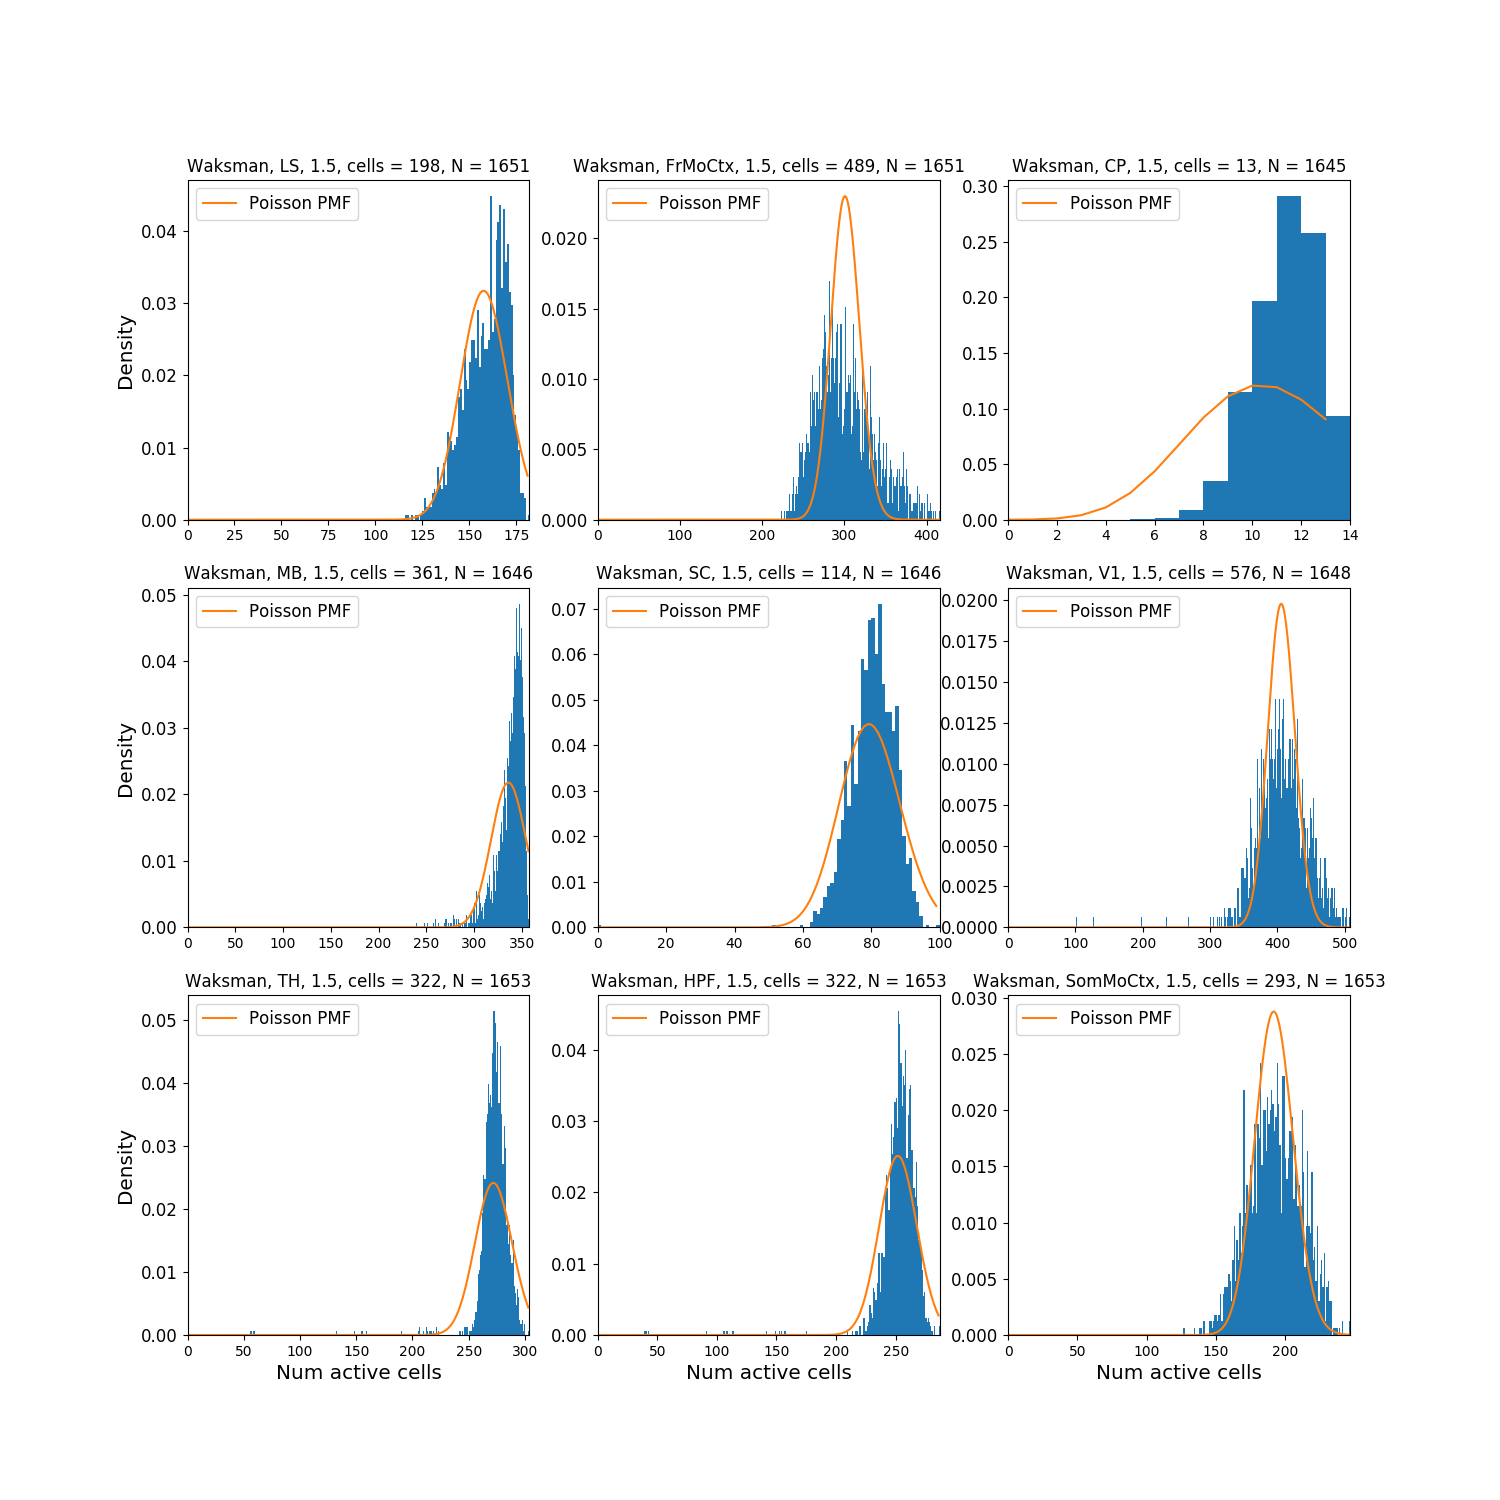 Waksman, LS, 1.5, cells = 198, N = 1651
Poisson PMF
Density
0.04
0.03
0.02
0.01
0.00
0 25 50 75 100 125 150 175
Waksman, FrMoCtx, 1.5, cells = 489, N = 1651
Poisson PMF
0.020
0.015
0.010
0.005
0.000
0 100 200 300 400
Waksman, CP, 1.5, cells = 13, N = 1645
Poisson PMF
0.30
0.25
0.20
0.15
0.10
0.05
0.00
0 2 4 6 8 10 12 14
Waksman, MB, 1.5, cells = 361, N = 1646
Poisson PMF
Density
0.05
0.04
0.03
0.02
0.01
0.00
0 50 100 150 200 250 300 350
Waksman, SC, 1.5, cells = 114, N = 1646
Poisson PMF
0.07
0.06
0.05
0.04
0.03
0.02
0.01
0.00
0 20 40 60 80 100
Waksman, V1, 1.5, cells = 576, N = 1648
Poisson PMF
0.0200
0.0175
0.0150
0.0125
0.0100
0.0075
0.0050
0.0025
0.0000
0 100 200 300 400 500
Waksman, TH, 1.5, cells = 322, N = 1653
Poisson PMF
Density
0.05
0.04
0.03
0.02
0.01
0.00
0 50 100 150 200 250 300
Num active cells
Waksman, HPF, 1.5, cells = 322, N = 1653
Poisson PMF
0.04
0.03
0.02
0.01
0.00
0 50 100 150 200 250
Num active cells
Waksman, SomMoCtx, 1.5, cells = 293, N = 1653
Poisson PMF
0.030
0.025
0.020
0.015
0.010
0.005
0.000
0 50 100 150 200
Num active cells